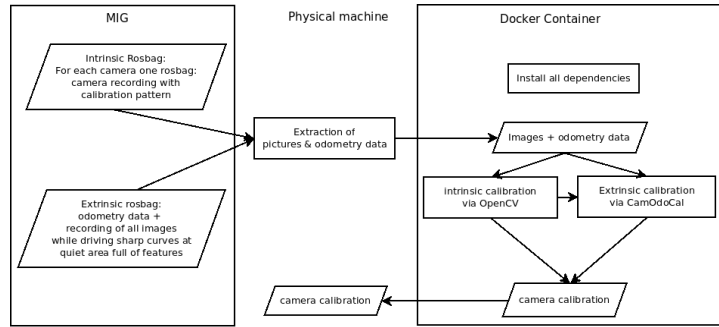 MIG
Physical machine
Docker Container
Intrinsic Rosbag:
For each camera one rosbag:
camera recording with
calibration pattern
Install all dependencies
Extraction of
pictures & odometry data
Images + odometry data
Extrinsic rosbag:
odometry data +
recording of all images
while driving sharp curves at
quiet area full of features
intrinsic calibration
via OpenCV
Extrinsic calibration
via CamOdoCal
camera calibration
camera calibration